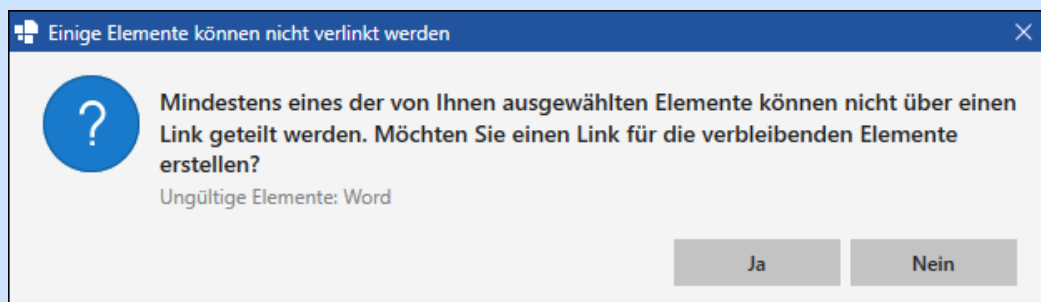 Einige Elemente können nicht verlinkt werden
?
Mindestens eines der von Ihnen ausgewählten Elemente können nicht über einen
Link geteilt werden. Möchten Sie einen Link für die verbleibenden Elemente
erstellen?
Ungültige Elemente: Word
Ja Nein